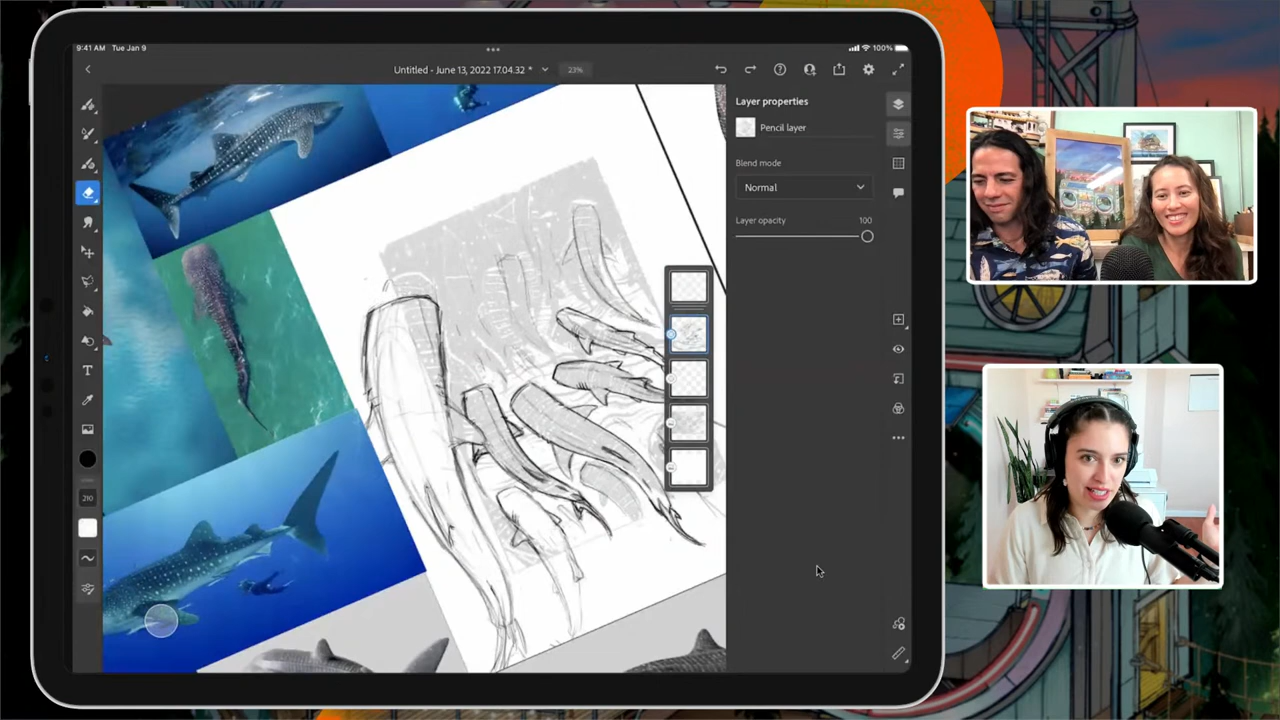 9:41 AM Tue Jan 9
100%
Untitled - June 13, 2022 17.04.32 *
23%
Layer properties
Pencil layer
Blend mode
Normal
Layer opacity 100
T
210